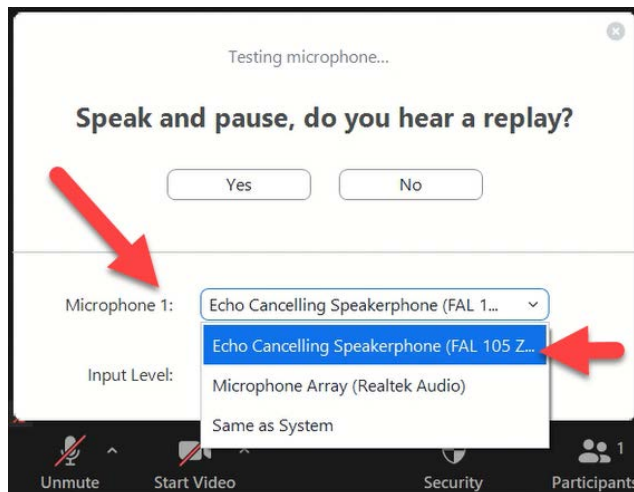 Testing microphone...
Speak and pause, do you hear a replay?
Yes No
Microphone 1: Echo Cancelling Speakerphone (FAL 1...
Echo Cancelling Speakerphone (FAL 105 Z...
Input Level: Microphone Array (Realtek Audio)
Same as System
1
Unmute Start Video Security Participants